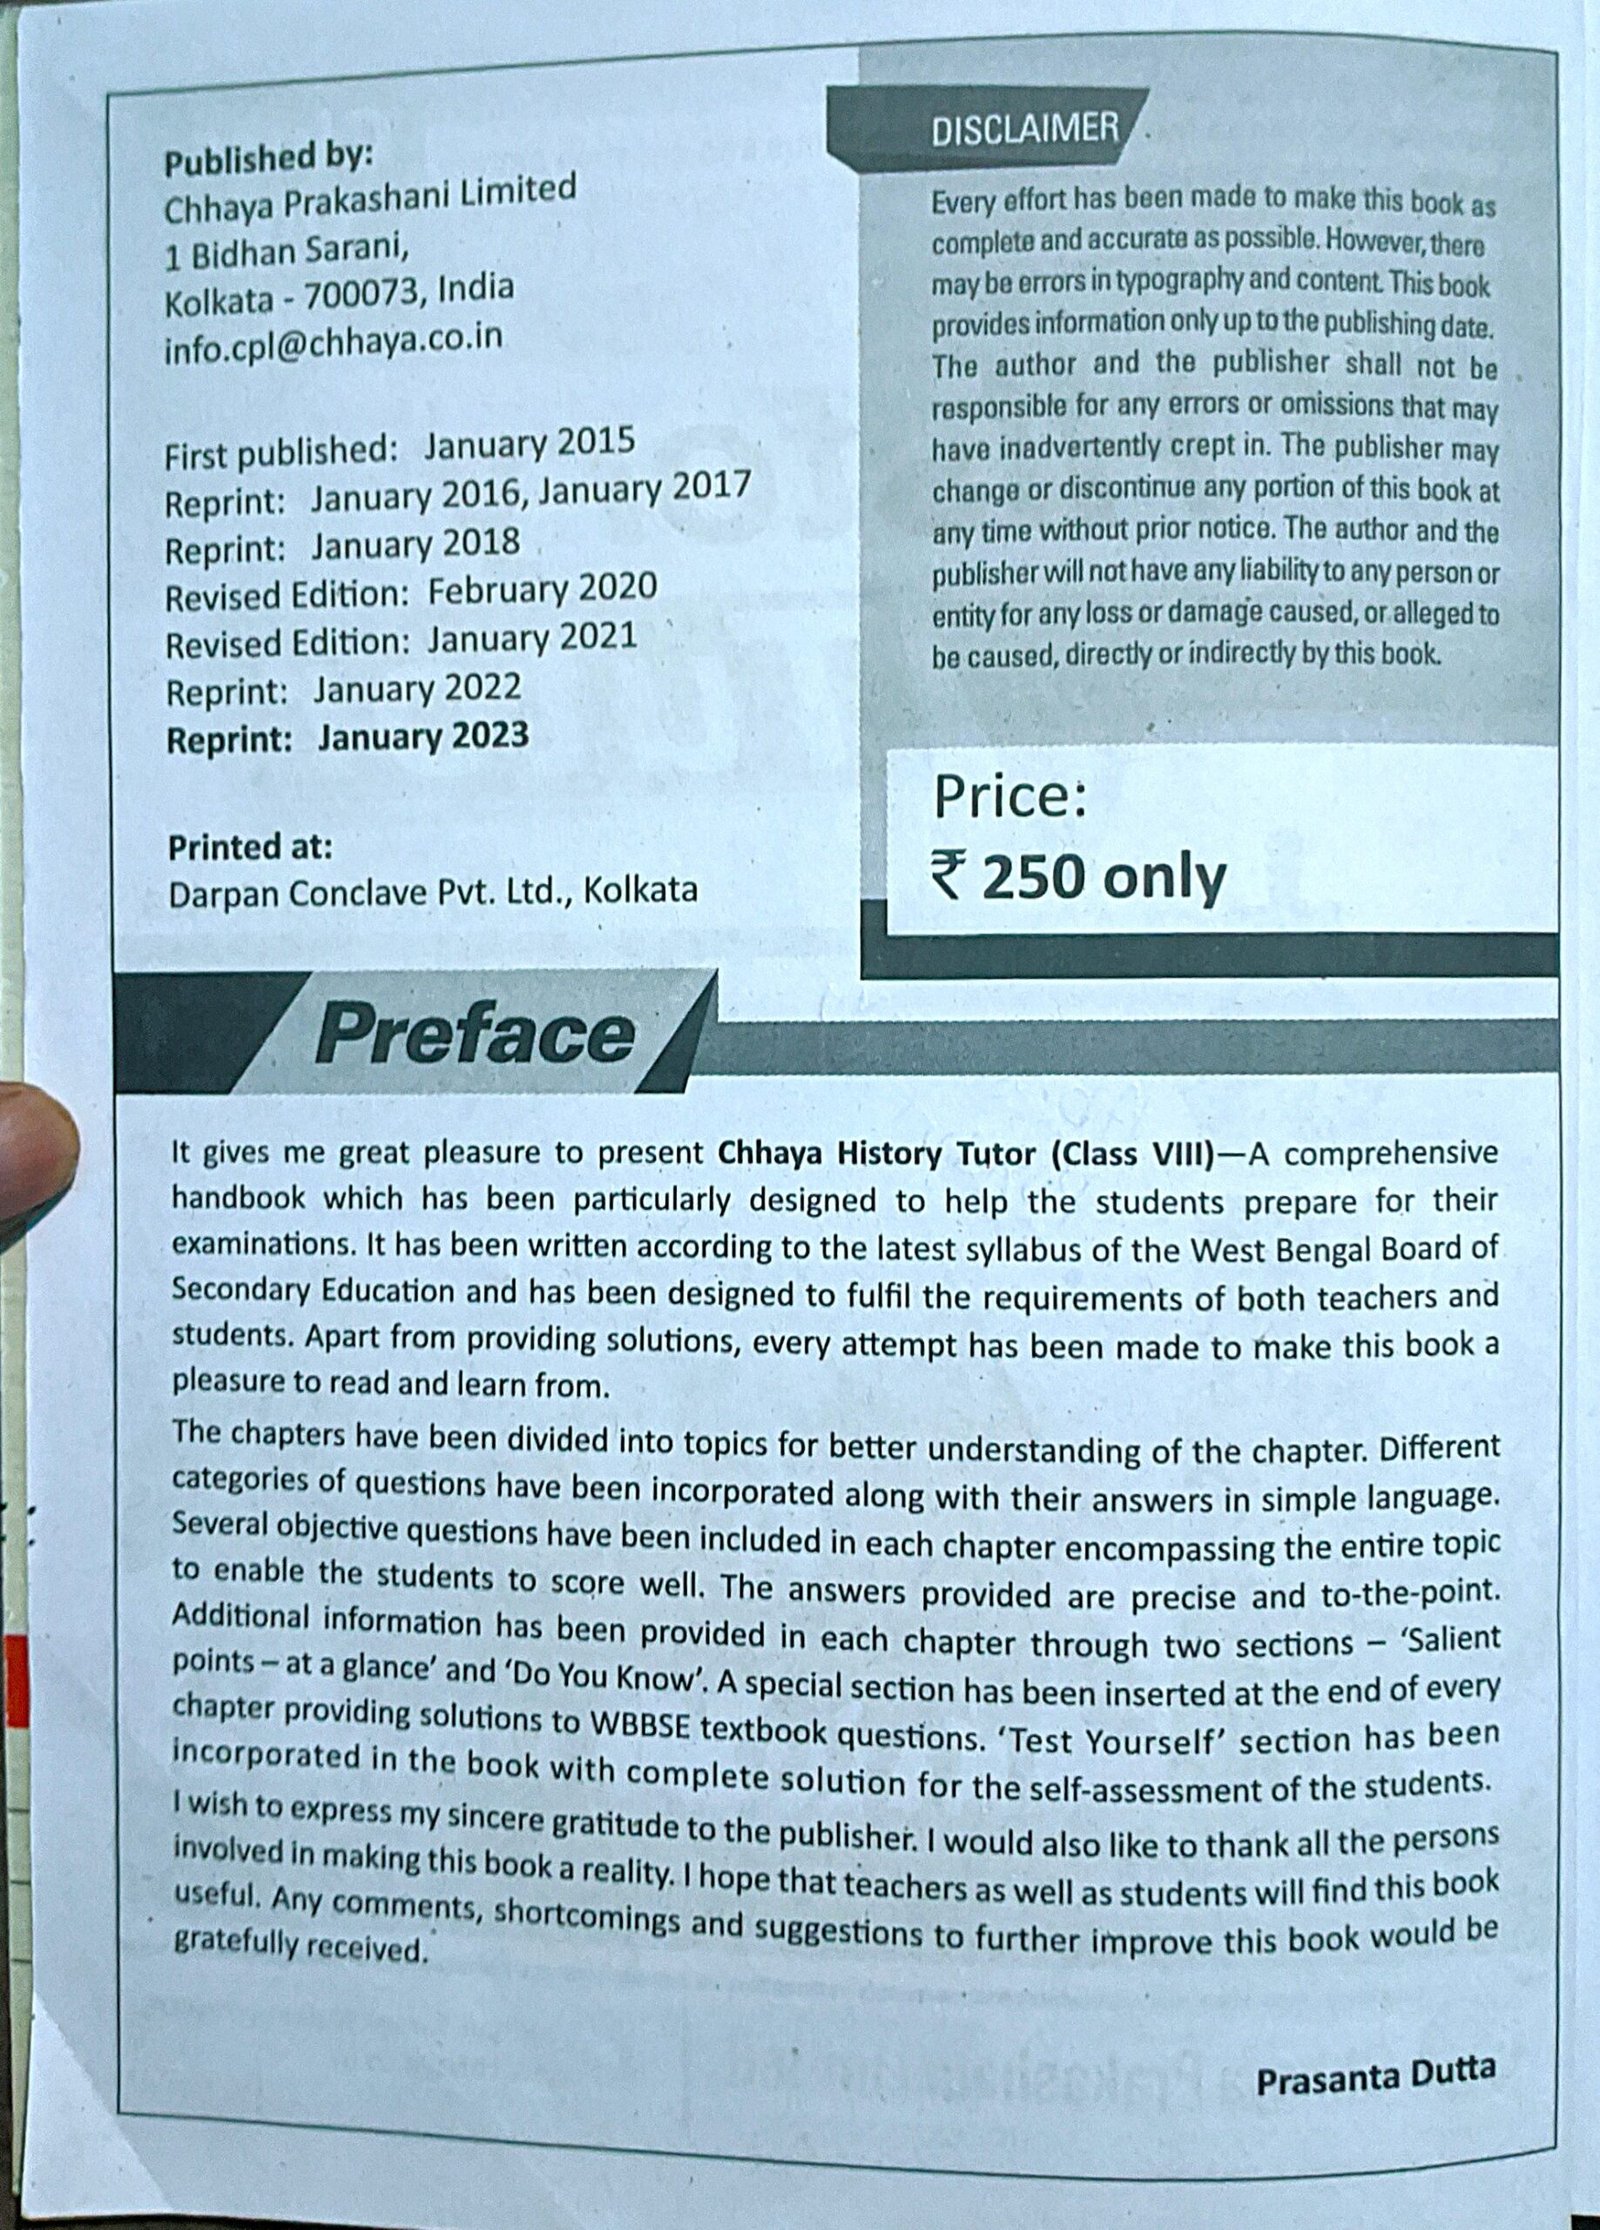 Published by:
Chhaya Prakashani Limited
1 Bidhan Sarani,
Kolkata - 700073, India
info.cpl@chhaya.co.in
First published: January 2015
Reprint: January 2016, January 2017
Reprint: January 2018
Revised Edition: February 2020
Revised Edition: January 2021
Reprint: January 2022
Reprint: January 2023
Printed at:
Darpan Conclave Pvt. Ltd., Kolkata
DISCLAIMER
Every effort has been made to make this book as
complete and accurate as possible. However, there
may be errors in typography and content. This book
provides information only up to the publishing date.
The author and the publisher shall not be
responsible for any errors or omissions that may
have inadvertently crept in. The publisher may
change or discontinue any portion of this book at
any time without prior notice. The author and the
publisher will not have any liability to any person or
entity for any loss or damage caused, or alleged to
be caused, directly or indirectly by this book.
Price:
₹ 250 only
Preface
It gives me great pleasure to present Chhaya History Tutor (Class VIII)—A comprehensive
handbook which has been particularly designed to help the students prepare for their
examinations. It has been written according to the latest syllabus of the West Bengal Board of
Secondary Education and has been designed to fulfil the requirements of both teachers and
students. Apart from providing solutions, every attempt has been made to make this book a
pleasure to read and learn from.
The chapters have been divided into topics for better understanding of the chapter. Different
categories of questions have been incorporated along with their answers in simple language.
Several objective questions have been included in each chapter encompassing the entire topic
to enable the students to score well. The answers provided are precise and to-the-point.
Additional information has been provided in each chapter through two sections – ‘Salient
points – at a glance’ and ‘Do You Know’. A special section has been inserted at the end of every
chapter providing solutions to WBBSE textbook questions. ‘Test Yourself’ section has been
incorporated in the book with complete solution for the self-assessment of the students.
I wish to express my sincere gratitude to the publisher. I would also like to thank all the persons
involved in making this book a reality. I hope that teachers as well as students will find this book
useful. Any comments, shortcomings and suggestions to further improve this book would be
gratefully received.
Prasanta Dutta